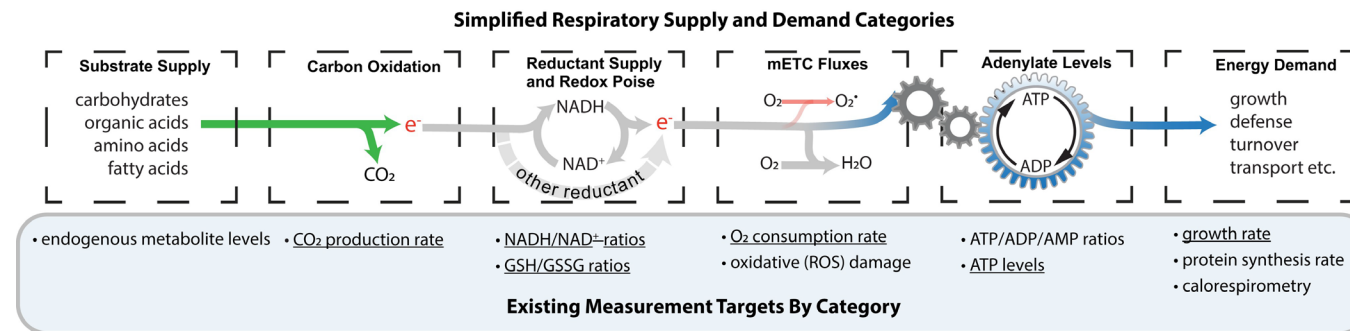 Simplified Respiratory Supply and Demand Categories
Substrate Supply
carbohydrates
organic acids
amino acids
fatty acids
Carbon Oxidation
e-
CO₂
Reductant Supply
and Redox Poise
NADH
NAD⁺
other reductant
e-
mETC Fluxes
O₂
O₂•
O₂
H₂O
Adenylate Levels
ATP
ADP
Energy Demand
growth
defense
turnover
transport etc.
• endogenous metabolite levels
• CO₂ production rate
• NADH/NAD⁺ ratios
• GSH/GSSG ratios
• O₂ consumption rate
• oxidative (ROS) damage
• ATP/ADP/AMP ratios
• ATP levels
• growth rate
• protein synthesis rate
• calorespirometry
Existing Measurement Targets By Category